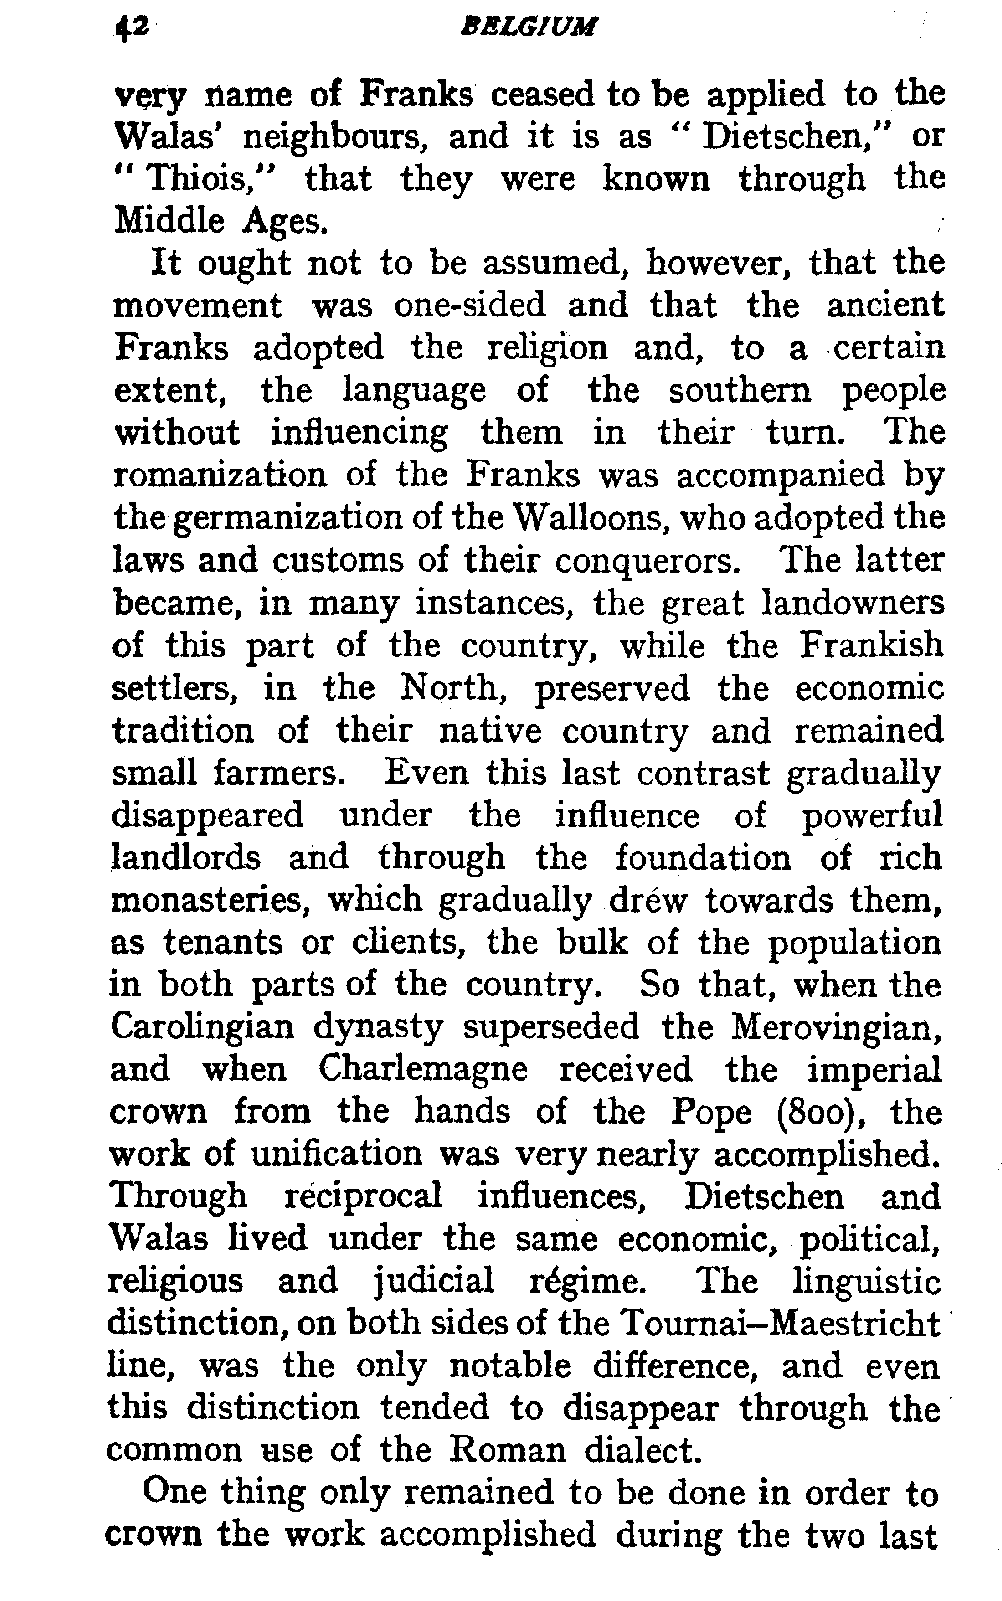 42 BELGIUM
very name of Franks ceased to be applied to the
Walas' neighbours, and it is as " Dietschen," or
" Thiois," that they were known through the
Middle Ages.
It ought not to be assumed, however, that the
movement was one-sided and that the ancient
Franks adopted the religion and, to a certain
extent, the language of the southern people
without influencing them in their turn. The
romanization of the Franks was accompanied by
the germanization of the Walloons, who adopted the
laws and customs of their conquerors. The latter
became, in many instances, the great landowners
of this part of the country, while the Frankish
settlers, in the North, preserved the economic
tradition of their native country and remained
small farmers. Even this last contrast gradually
disappeared under the influence of powerful
landlords and through the foundation of rich
monasteries, which gradually drew towards them,
as tenants or clients, the bulk of the population
in both parts of the country. So that, when the
Carolingian dynasty superseded the Merovingian,
and when Charlemagne received the imperial
crown from the hands of the Pope (800), the
work of unification was very nearly accomplished.
Through reciprocal influences, Dietschen and
Walas lived under the same economic, political,
religious and judicial régime. The linguistic
distinction, on both sides of the Tournai–Maestricht
line, was the only notable difference, and even
this distinction tended to disappear through the
common use of the Roman dialect.
One thing only remained to be done in order to
crown the work accomplished during the two last